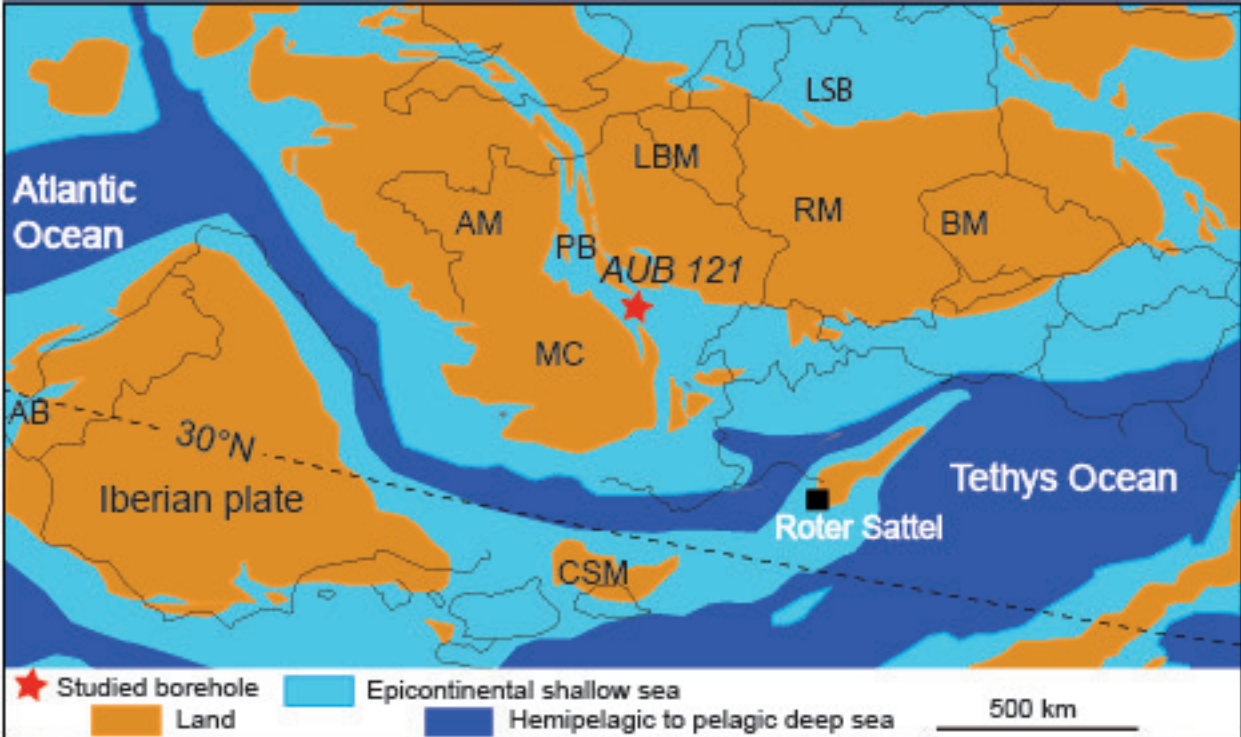 LSB
LBM
Atlantic
Ocean
AM
RM
BM
PB
AUB 121
MC
AB
30°N
Iberian plate
Tethys Ocean
Roter Sattel
CSM
Studied borehole
Epicontinental shallow sea
Land
Hemipelagic to pelagic deep sea
500 km